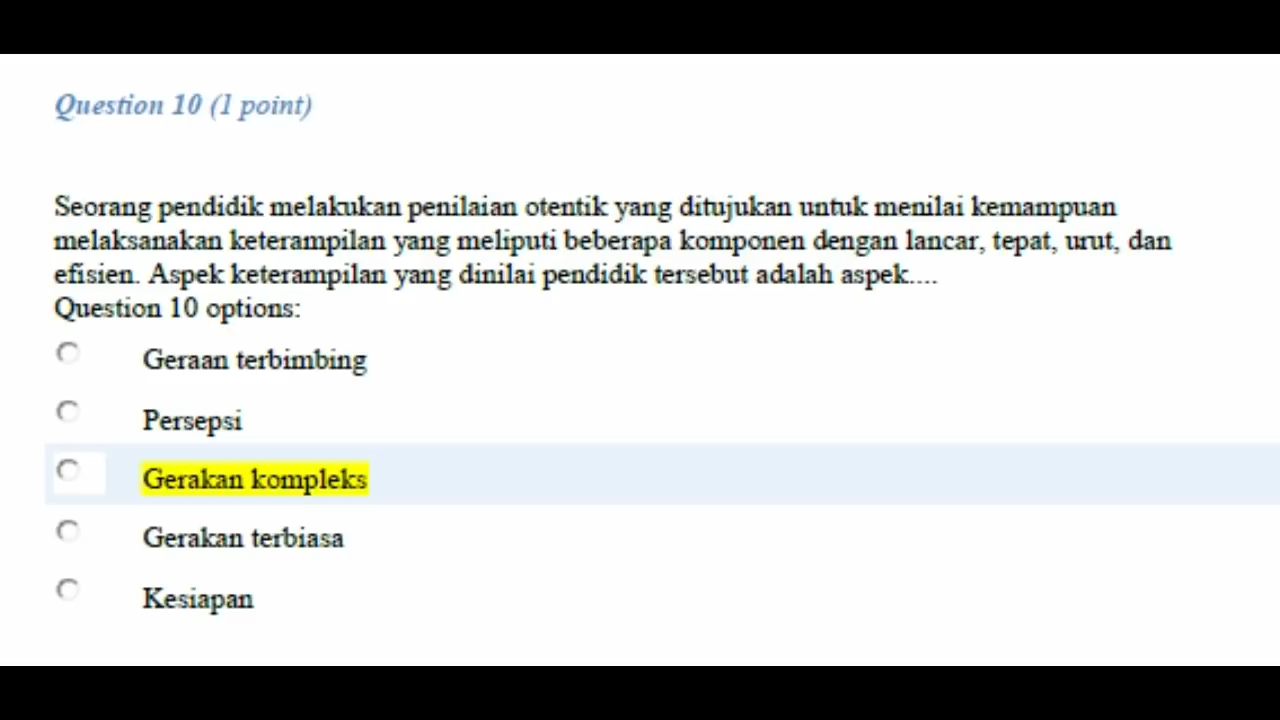 Question 10 (1 point)
Seorang pendidik melakukan penilaian otentik yang ditujukan untuk menilai kemampuan
melaksanakan keterampilan yang meliputi beberapa komponen dengan lancar, tepat, urut, dan
efisien. Aspek keterampilan yang dinilai pendidik tersebut adalah aspek....
Question 10 options:
Geraan terbimbing
Persepsi
Gerakan kompleks
Gerakan terbiasa
Kesiapan